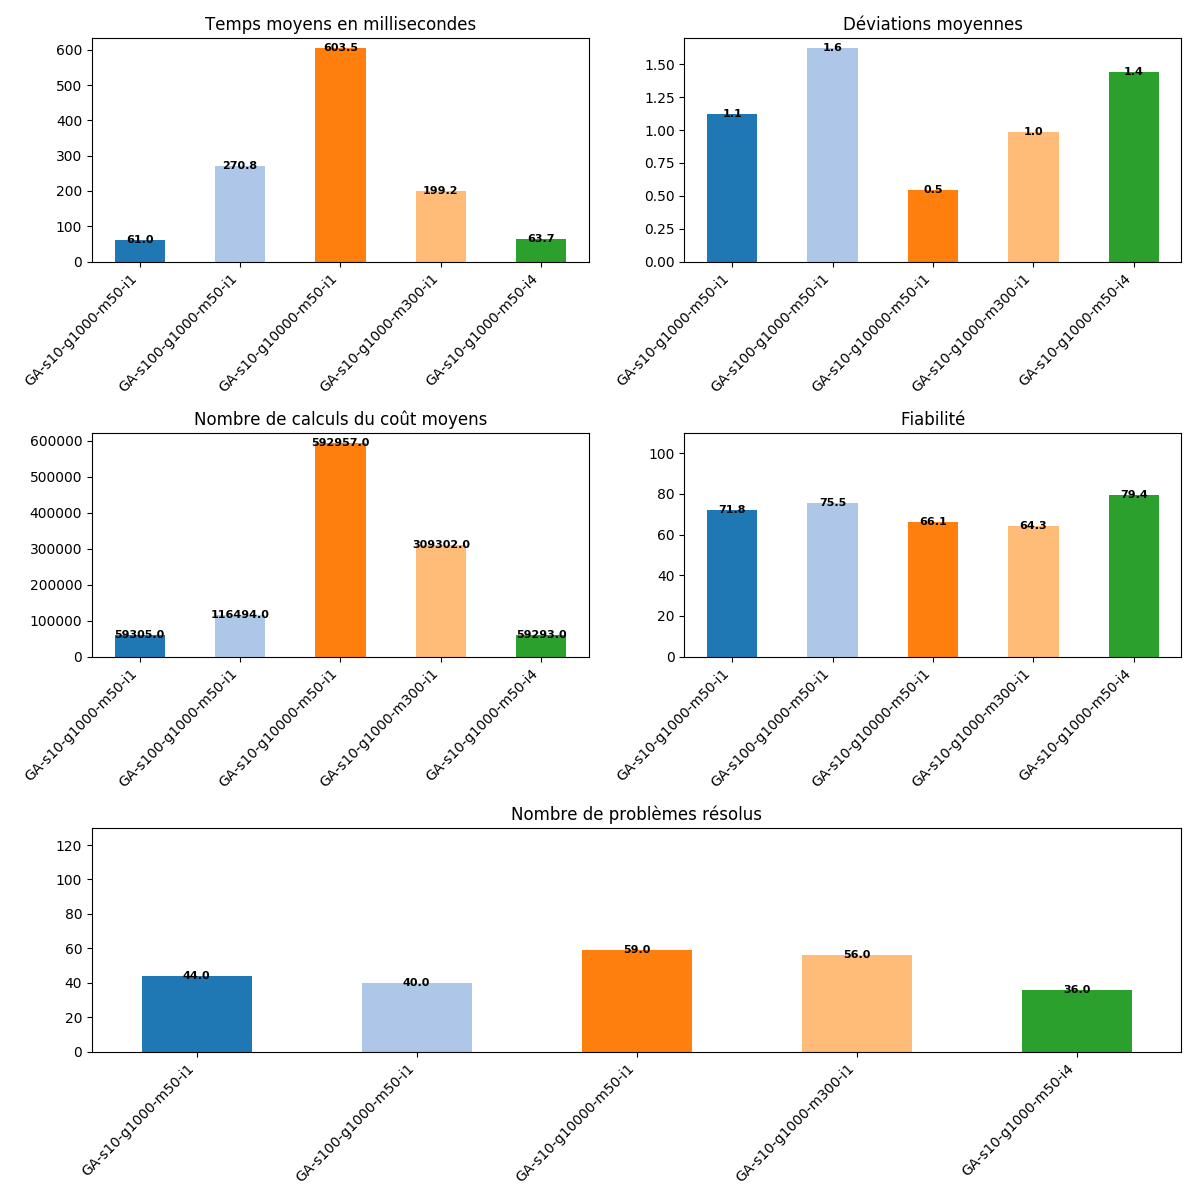 Temps moyens en millisecondes
600
500
400
300
200
100
0
61.0
270.8
603.5
199.2
63.7
GA-s10-g1000-m50-i1
GA-s100-g1000-m50-i1
GA-s10-g10000-m50-i1
GA-s10-g1000-m300-i1
GA-s10-g1000-m50-i4
Déviations moyennes
1.50
1.25
1.00
0.75
0.50
0.25
0.00
1.1
1.6
0.5
1.0
1.4
GA-s10-g1000-m50-i1
GA-s100-g1000-m50-i1
GA-s10-g10000-m50-i1
GA-s10-g1000-m300-i1
GA-s10-g1000-m50-i4
Nombre de calculs du coût moyens
600000
500000
400000
300000
200000
100000
0
59305.0
116494.0
592957.0
309302.0
59293.0
GA-s10-g1000-m50-i1
GA-s100-g1000-m50-i1
GA-s10-g10000-m50-i1
GA-s10-g1000-m300-i1
GA-s10-g1000-m50-i4
Fiabilité
100
80
60
40
20
0
71.8
75.5
66.1
64.3
79.4
GA-s10-g1000-m50-i1
GA-s100-g1000-m50-i1
GA-s10-g10000-m50-i1
GA-s10-g1000-m300-i1
GA-s10-g1000-m50-i4
Nombre de problèmes résolus
120
100
80
60
40
20
0
44.0
40.0
59.0
56.0
36.0
GA-s10-g1000-m50-i1
GA-s100-g1000-m50-i1
GA-s10-g10000-m50-i1
GA-s10-g1000-m300-i1
GA-s10-g1000-m50-i4